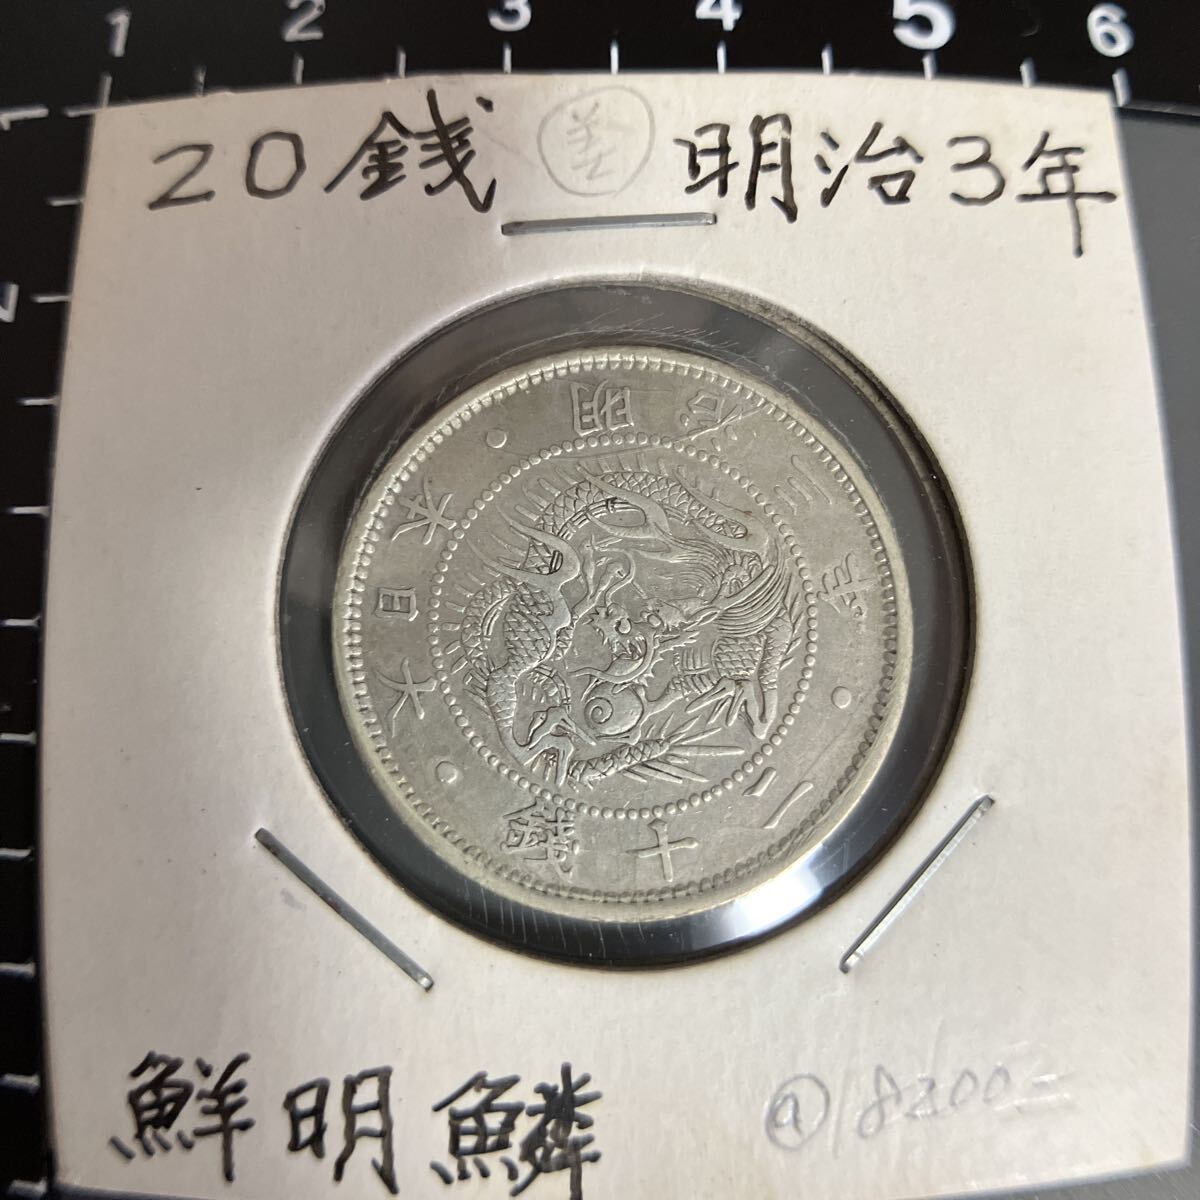 1 2 3 4 5 6
20銭 美 明治3年
大日本・明治三年・二十銭・
鮮明鱗
a 18200-